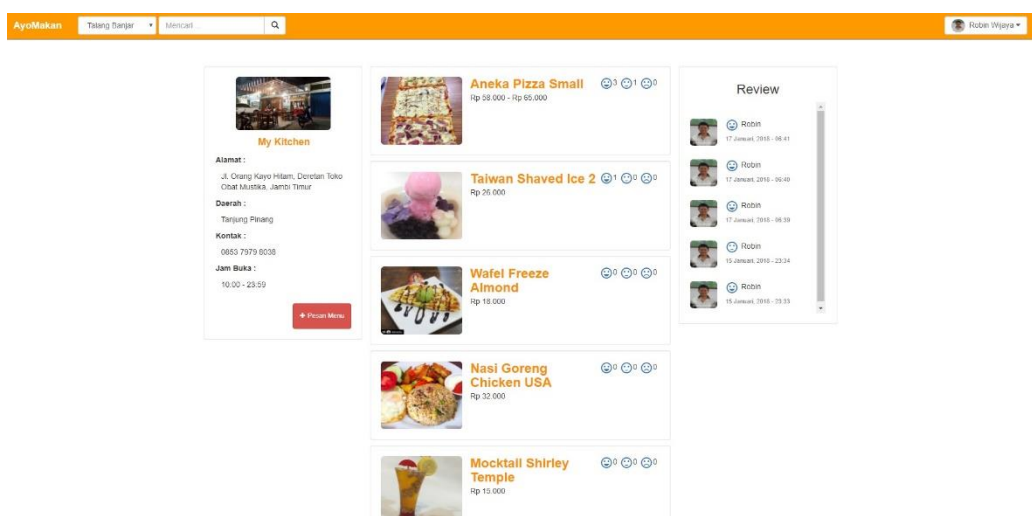 AyoMakan
Talang Banjar
Mencari...
Robin Wijaya
My Kitchen
Alamat :
Jl. Orang Kayo Hitam, Deretan Toko
Obat Mustika, Jambi Timur
Daerah :
Tanjung Pinang
Kontak :
0853 7979 8038
Jam Buka :
10:00 - 23:59
+ Pesan Menu
Aneka Pizza Small 3 1 0
Rp 58.000 - Rp 65.000
Taiwan Shaved Ice 2 1 0 0
Rp 26.000
Wafel Freeze 0 0 0
Almond
Rp 18.000
Nasi Goreng 0 0 0
Chicken USA
Rp 32.000
Mocktail Shirley 0 0 0
Temple
Rp 15.000
Review
Robin
17 Januari, 2018 - 06:41
Robin
17 Januari, 2018 - 06:40
Robin
17 Januari, 2018 - 06:39
Robin
15 Januari, 2018 - 23:34
Robin
15 Januari, 2018 - 23:33